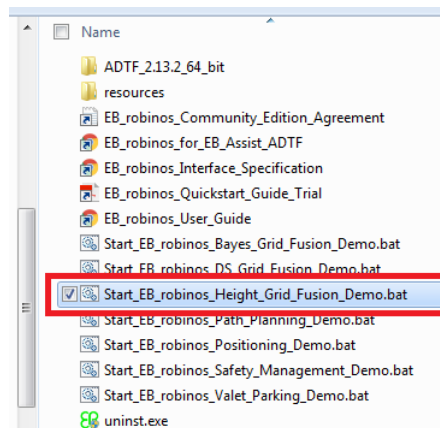 Name
ADTF_2.13.2_64_bit
resources
EB_robinos_Community_Edition_Agreement
EB_robinos_for_EB_Assist_ADTF
EB_robinos_Interface_Specification
EB_robinos_Quickstart_Guide_Trial
EB_robinos_User_Guide
Start_EB_robinos_Bayes_Grid_Fusion_Demo.bat
Start_EB_robinos_DS_Grid_Fusion_Demo.bat
Start_EB_robinos_Height_Grid_Fusion_Demo.bat
Start_EB_robinos_Path_Planning_Demo.bat
Start_EB_robinos_Positioning_Demo.bat
Start_EB_robinos_Safety_Management_Demo.bat
Start_EB_robinos_Valet_Parking_Demo.bat
uninst.exe